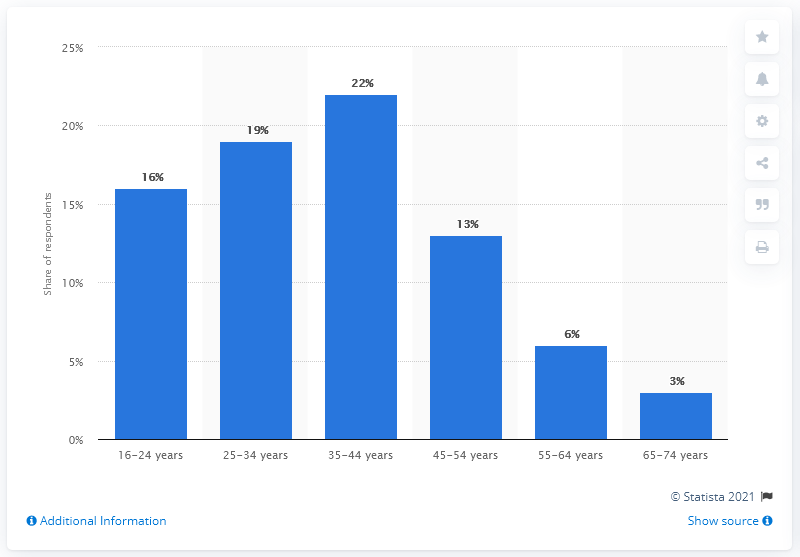 25%
20%
15%
10%
5%
0%
Share of respondents
16%
19%
22%
13%
6%
3%
16-24 years
25-34 years
35-44 years
45-54 years
55-64 years
65-74 years
© Statista 2021
Additional Information
Show source